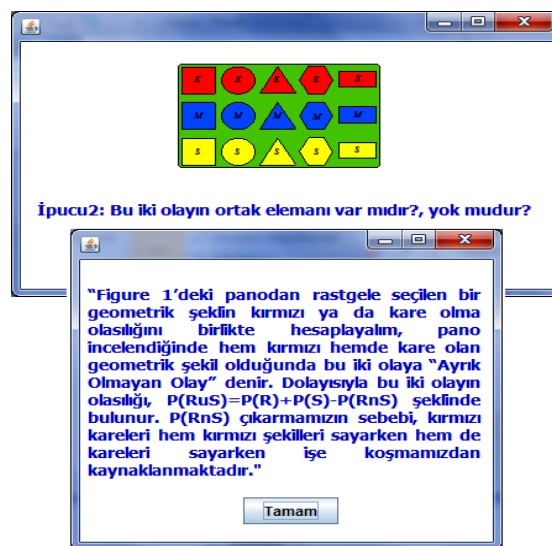 K K K K K
M M M M M
S S S S S
İpucu2: Bu iki olayın ortak elemanı var mıdır?, yok mudur?
“Figure 1’deki panodan rastgele seçilen bir
geometrik şeklin kırmızı ya da kare olma
olasılığını birlikte hesaplayalım, pano
incelendiğinde hem kırmızı hemde kare olan
geometrik şekil olduğunda bu iki olaya “Ayrık
Olmayan Olay” denir. Dolayısıyla bu iki olayın
olasılığı, P(RuS)=P(R)+P(S)-P(RnS) şeklinde
bulunur. P(RnS) çıkarmamızın sebebi, kırmızı
kareleri hem kırmızı şekilleri sayarken hem de
kareleri sayarken işe koşmamızdan
kaynaklanmaktadır."
Tamam